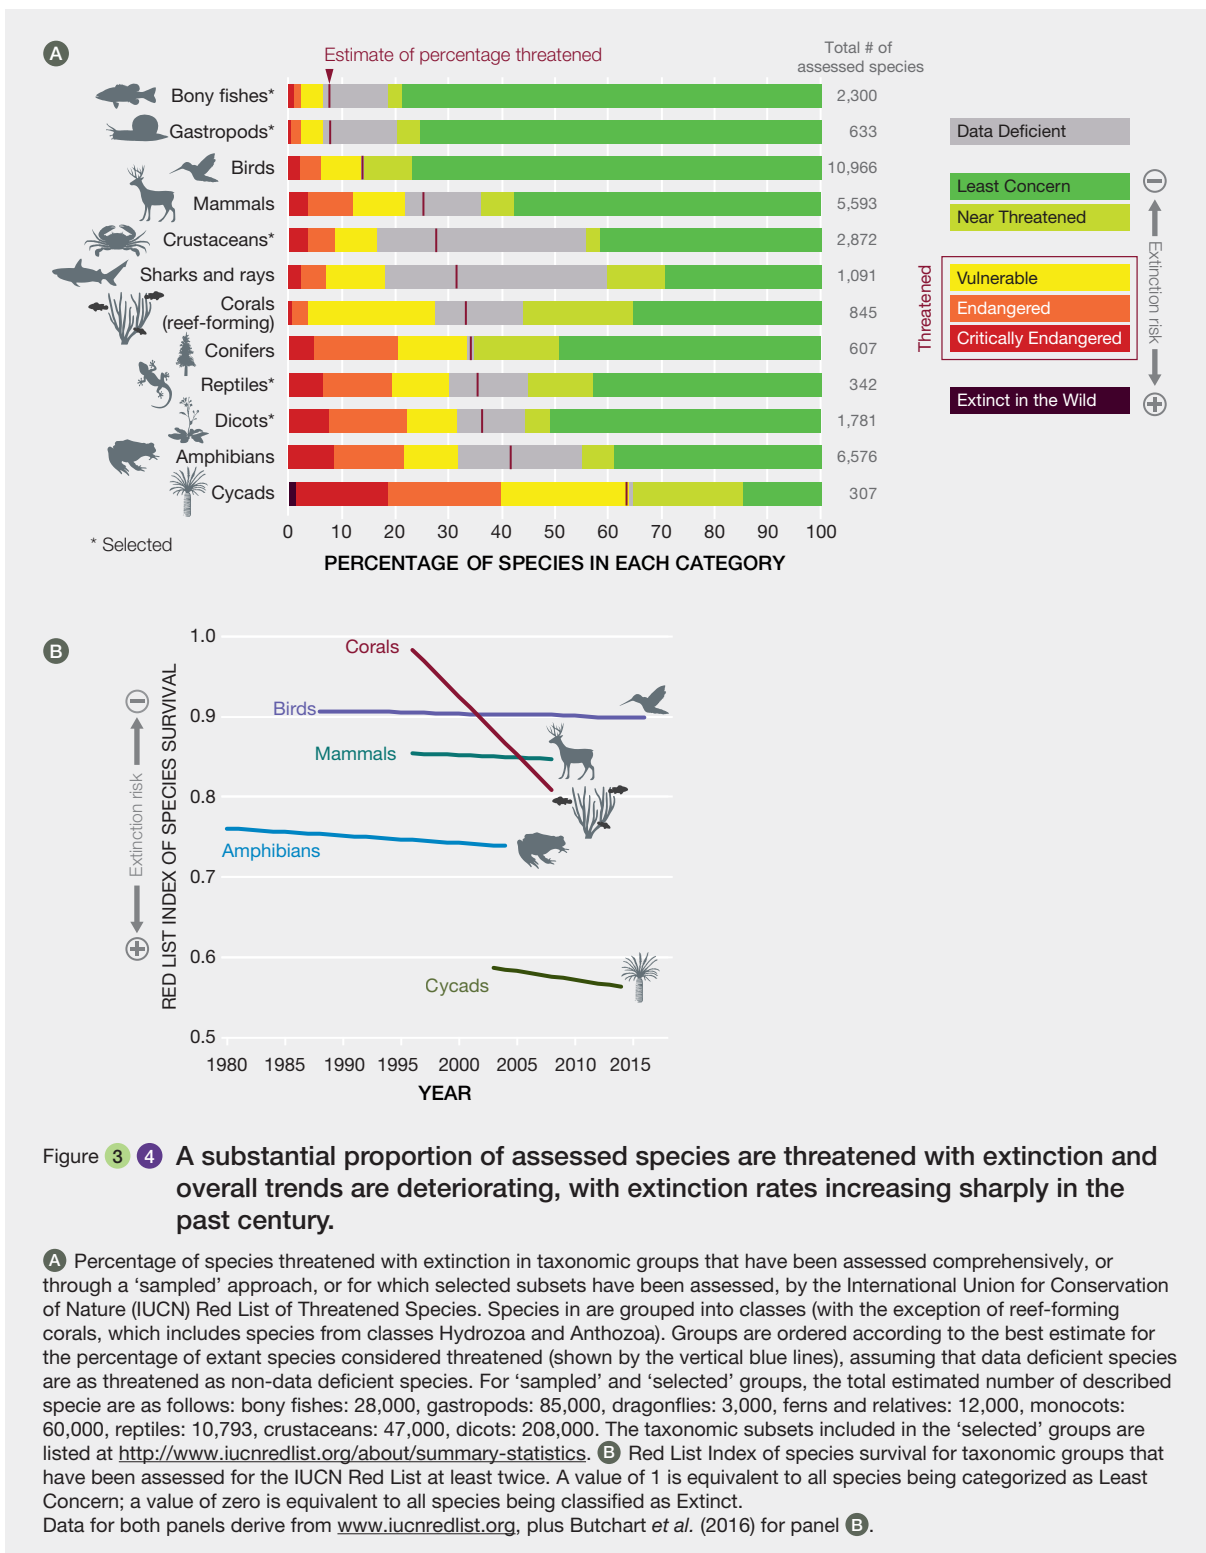 A
Estimate of percentage threatened
Total # of
assessed species
Bony fishes*
2,300
Gastropods*
633
Birds
10,966
Mammals
5,593
Crustaceans*
2,872
Sharks and rays
1,091
Corals
(reef-forming)
845
Conifers
607
Reptiles*
342
Dicots*
1,781
Amphibians
6,576
Cycads
307
0 10 20 30 40 50 60 70 80 90 100
* Selected
PERCENTAGE OF SPECIES IN EACH CATEGORY
Data Deficient
Least Concern
Near Threatened
Threatened
Vulnerable
Endangered
Critically Endangered
Extinct in the Wild
Extinction risk
B
RED LIST INDEX OF SPECIES SURVIVAL
Extinction risk
1.0
0.9
0.8
0.7
0.6
0.5
Corals
Birds
Mammals
Amphibians
Cycads
1980 1985 1990 1995 2000 2005 2010 2015
YEAR
Figure 3 4 A substantial proportion of assessed species are threatened with extinction and
overall trends are deteriorating, with extinction rates increasing sharply in the
past century.
A Percentage of species threatened with extinction in taxonomic groups that have been assessed comprehensively, or
through a ‘sampled’ approach, or for which selected subsets have been assessed, by the International Union for Conservation
of Nature (IUCN) Red List of Threatened Species. Species in are grouped into classes (with the exception of reef-forming
corals, which includes species from classes Hydrozoa and Anthozoa). Groups are ordered according to the best estimate for
the percentage of extant species considered threatened (shown by the vertical blue lines), assuming that data deficient species
are as threatened as non-data deficient species. For ‘sampled’ and ‘selected’ groups, the total estimated number of described
specie are as follows: bony fishes: 28,000, gastropods: 85,000, dragonflies: 3,000, ferns and relatives: 12,000, monocots:
60,000, reptiles: 10,793, crustaceans: 47,000, dicots: 208,000. The taxonomic subsets included in the ‘selected’ groups are
listed at http://www.iucnredlist.org/about/summary-statistics. B Red List Index of species survival for taxonomic groups that
have been assessed for the IUCN Red List at least twice. A value of 1 is equivalent to all species being categorized as Least
Concern; a value of zero is equivalent to all species being classified as Extinct.
Data for both panels derive from www.iucnredlist.org, plus Butchart et al. (2016) for panel B.